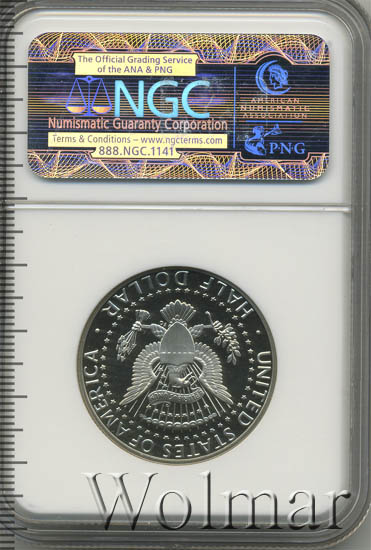 The Official Grading Service
of the ANA & PNG
NGC
Numismatic Guaranty Corporation
Terms & Conditions – www.ngcterms.com
888.NGC.1141
AMERICAN
NUMISMATIC
ASSOCIATION
PNG
UNITED STATES OF AMERICA
HALF DOLLAR
Wolmar